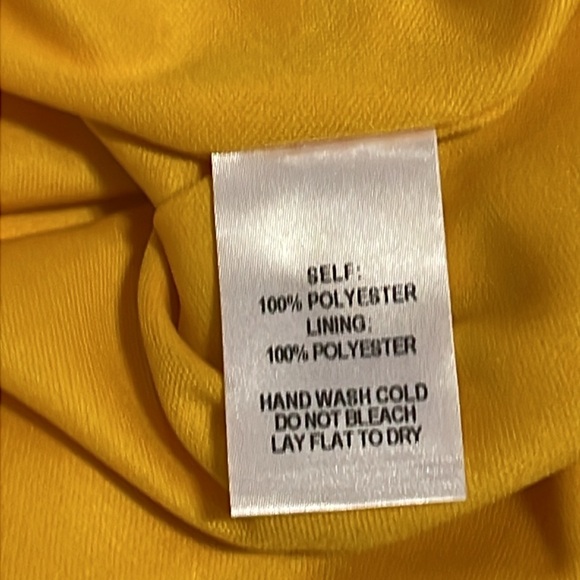 SELF:
100% POLYESTER
LINING:
100% POLYESTER
HAND WASH COLD
DO NOT BLEACH
LAY FLAT TO DRY